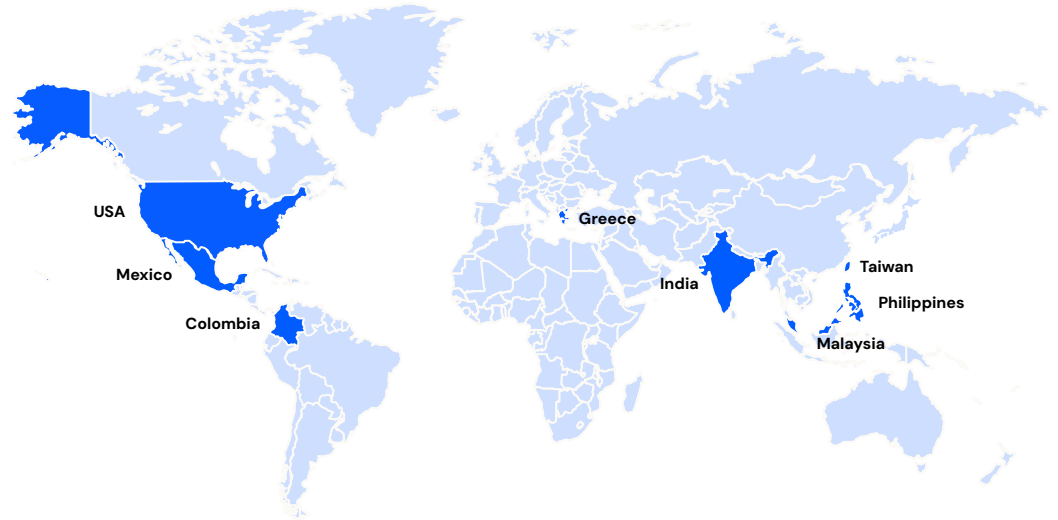 USA
Greece
Mexico
India
Taiwan
Philippines
Colombia
Malaysia